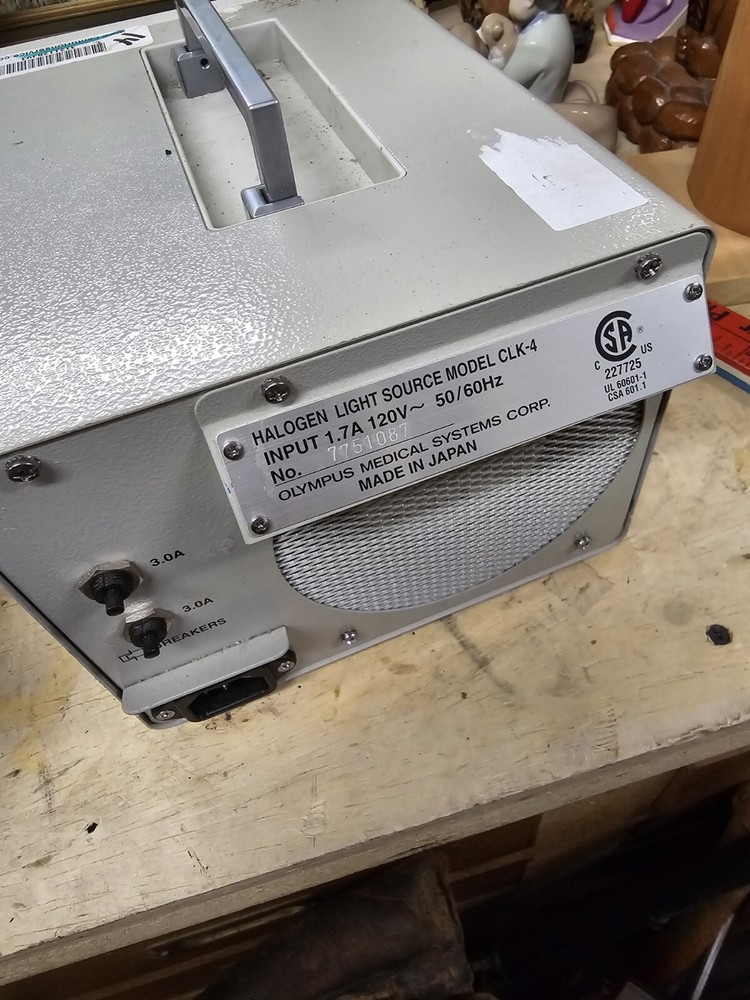 HALOGEN LIGHT SOURCE MODEL CLK-4
INPUT 1.7A 120V~ 50/60Hz
No. 7751087
OLYMPUS MEDICAL SYSTEMS CORP.
MADE IN JAPAN
CSA ®
C US
227725
UL 60601-1
CSA 601.1
3.0A
3.0A
BREAKERS